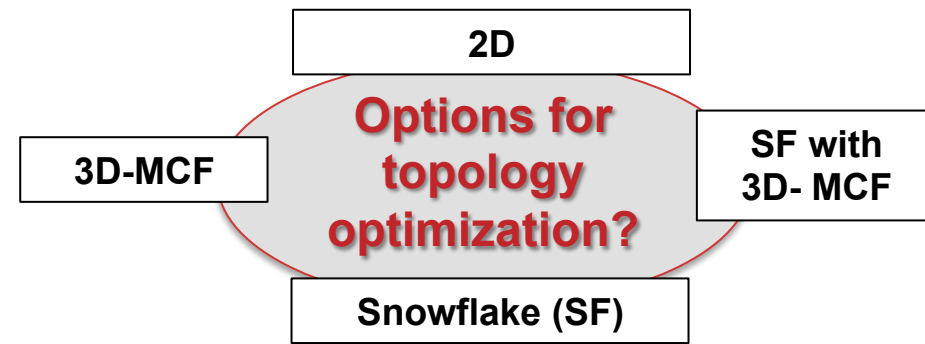 2D
Options for
topology
optimization?
3D-MCF
SF with
3D- MCF
Snowflake (SF)